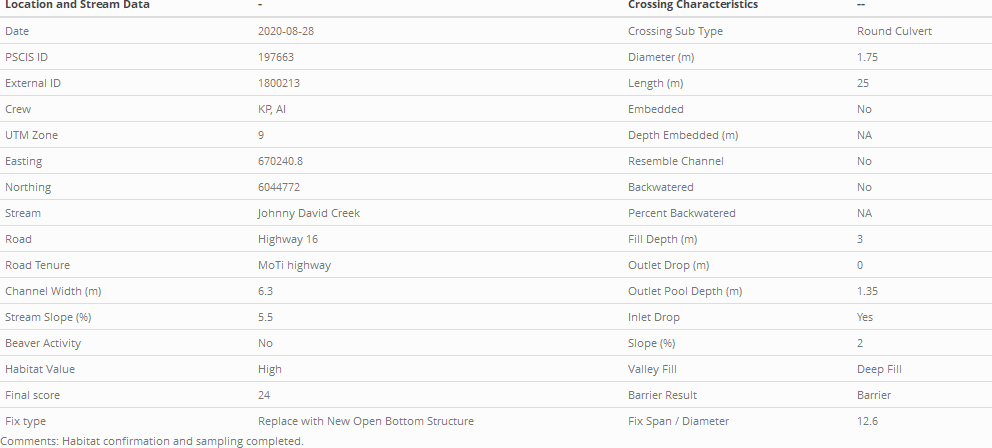 Location and Stream Data - Crossing Characteristics --
Date 2020-08-28 Crossing Sub Type Round Culvert
PSCIS ID 197663 Diameter (m) 1.75
External ID 1800213 Length (m) 25
Crew KP, AI Embedded No
UTM Zone 9 Depth Embedded (m) NA
Easting 670240.8 Resemble Channel No
Northing 6044772 Backwatered No
Stream Johnny David Creek Percent Backwatered NA
Road Highway 16 Fill Depth (m) 3
Road Tenure MoTi highway Outlet Drop (m) 0
Channel Width (m) 6.3 Outlet Pool Depth (m) 1.35
Stream Slope (%) 5.5 Inlet Drop Yes
Beaver Activity No Slope (%) 2
Habitat Value High Valley Fill Deep Fill
Final score 24 Barrier Result Barrier
Fix type Replace with New Open Bottom Structure Fix Span / Diameter 12.6
Comments: Habitat confirmation and sampling completed.